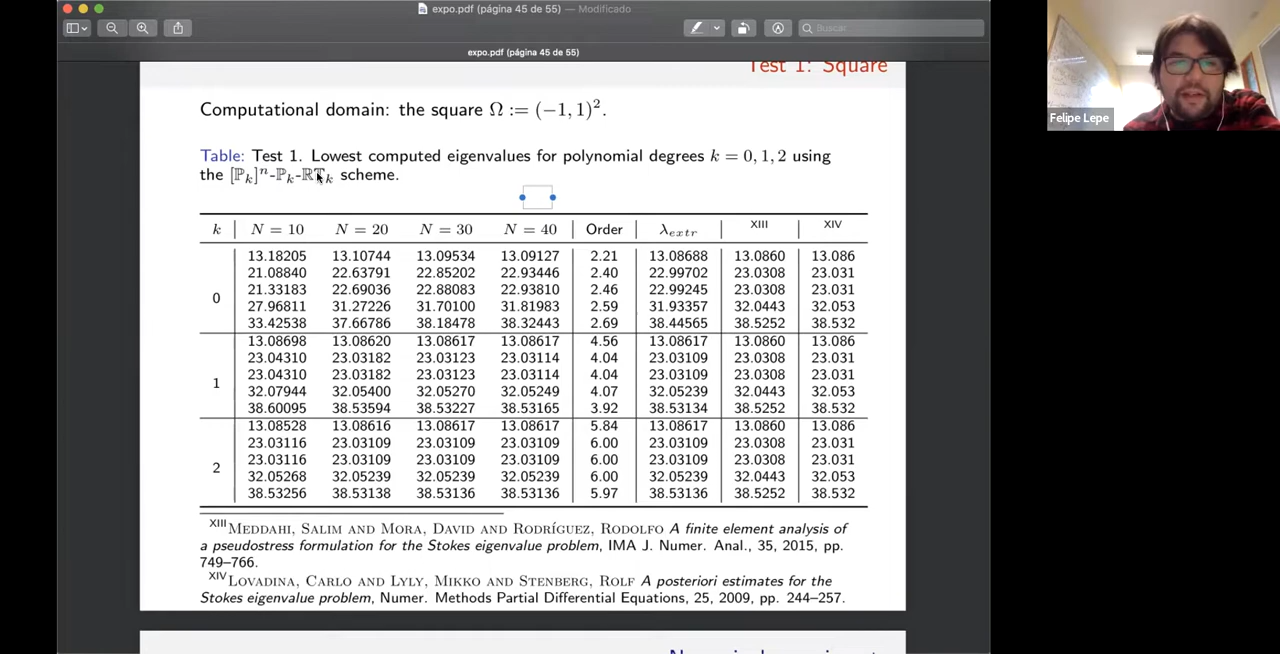 expo.pdf (página 45 de 55) — Modificado
Buscar
expo.pdf (página 45 de 55)
Test 1: Square
Felipe Lepe
Computational domain: the square Ω := (−1, 1)².
Table: Test 1. Lowest computed eigenvalues for polynomial degrees k = 0, 1, 2 using
the [ℙₖ]ⁿ-ℙₖ-ℝ𝕋ₖ scheme.
k | N = 10 N = 20 N = 30 N = 40 | Order | λₑₓₜᵣ | XIII | XIV
13.18205 13.10744 13.09534 13.09127 2.21 13.08688 13.0860 13.086
21.08840 22.63791 22.85202 22.93446 2.40 22.99702 23.0308 23.031
0 21.33183 22.69036 22.88083 22.93810 2.46 22.99245 23.0308 23.031
27.96811 31.27226 31.70100 31.81983 2.59 31.93357 32.0443 32.053
33.42538 37.66786 38.18478 38.32443 2.69 38.44565 38.5252 38.532
13.08698 13.08620 13.08617 13.08617 4.56 13.08617 13.0860 13.086
23.04310 23.03182 23.03123 23.03114 4.04 23.03109 23.0308 23.031
1 23.04310 23.03182 23.03123 23.03114 4.04 23.03109 23.0308 23.031
32.07944 32.05400 32.05270 32.05249 4.07 32.05239 32.0443 32.053
38.60095 38.53594 38.53227 38.53165 3.92 38.53134 38.5252 38.532
13.08528 13.08616 13.08617 13.08617 5.84 13.08617 13.0860 13.086
23.03116 23.03109 23.03109 23.03109 6.00 23.03109 23.0308 23.031
2 23.03116 23.03109 23.03109 23.03109 6.00 23.03109 23.0308 23.031
32.05268 32.05239 32.05239 32.05239 6.00 32.05239 32.0443 32.053
38.53256 38.53138 38.53136 38.53136 5.97 38.53136 38.5252 38.532
XIII MEDDAHI, SALIM AND MORA, DAVID AND RODRÍGUEZ, RODOLFO A finite element analysis of
a pseudostress formulation for the Stokes eigenvalue problem, IMA J. Numer. Anal., 35, 2015, pp.
749–766.
XIV LOVADINA, CARLO AND LYLY, MIKKO AND STENBERG, ROLF A posteriori estimates for the
Stokes eigenvalue problem, Numer. Methods Partial Differential Equations, 25, 2009, pp. 244–257.